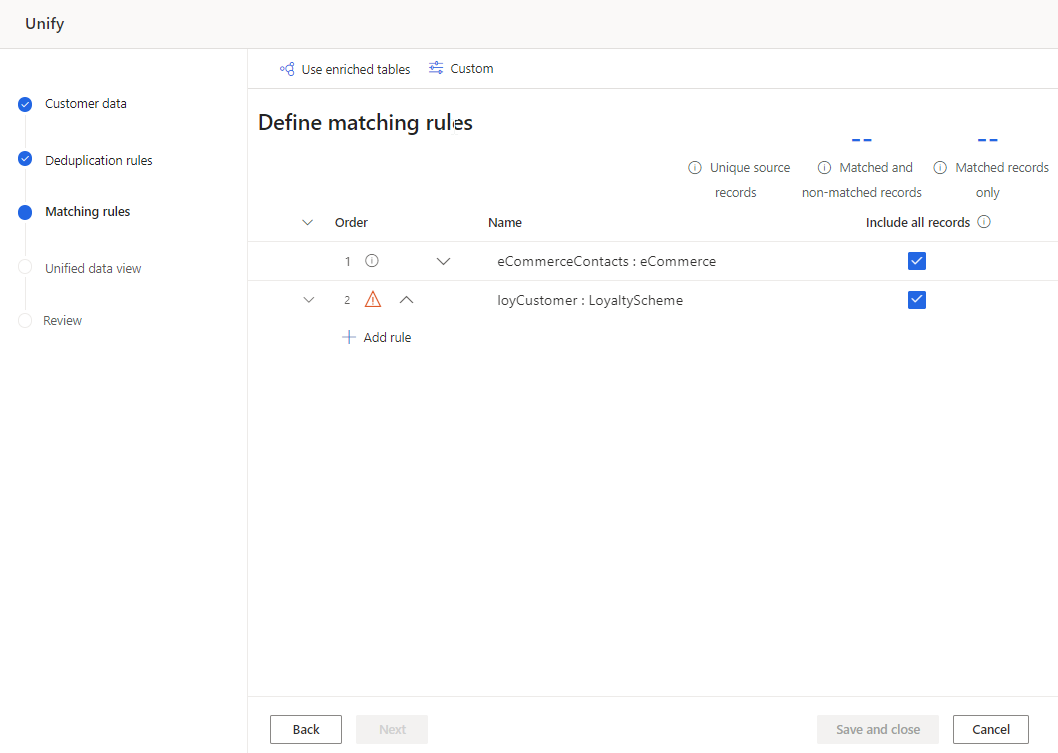 Unify
Customer data
Deduplication rules
Matching rules
Unified data view
Review
Use enriched tables
Custom
Define matching rules
-- --
Unique source records
Matched and non-matched records
Matched records only
Order Name Include all records
1 eCommerceContacts : eCommerce
2 loyCustomer : LoyaltyScheme
Add rule
Back Next Save and close Cancel